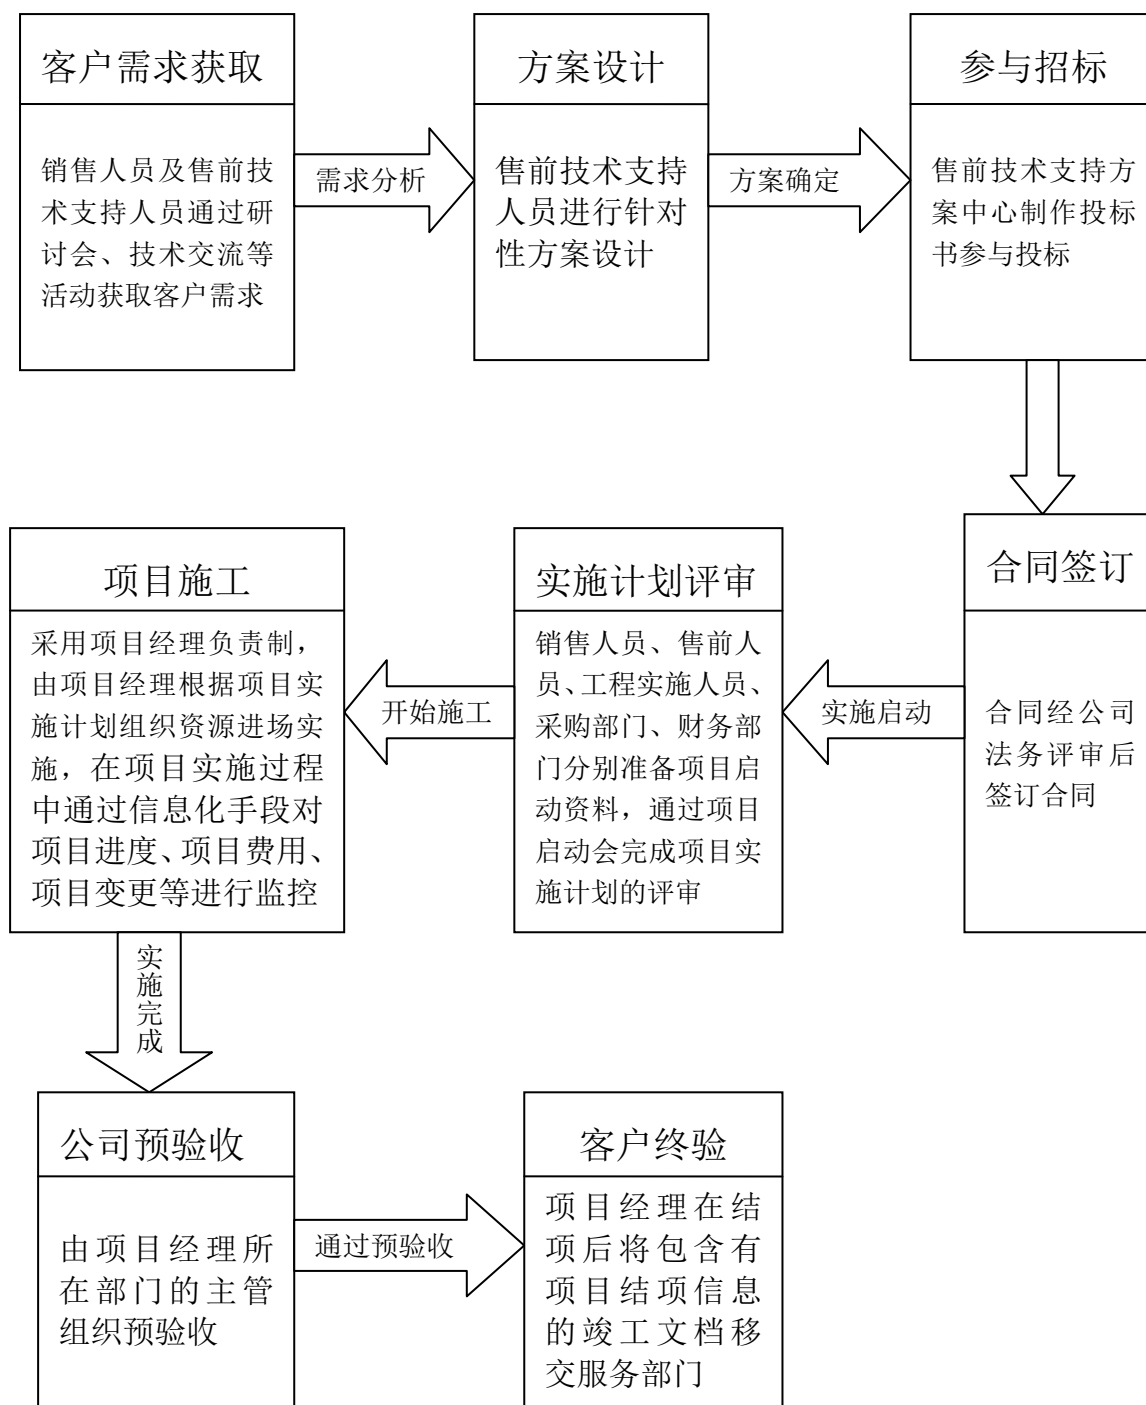 客户需求获取
销售人员及售前技
术支持人员通过研
讨会、技术交流等
活动获取客户需求
需求分析
方案设计
售前技术支持
人员进行针对
性方案设计
方案确定
参与招标
售前技术支持方
案中心制作投标
书参与投标
合同签订
合同经公司
法务评审后
签订合同
实施启动
实施计划评审
销售人员、售前人
员、工程实施人员、
采购部门、财务部
门分别准备项目启
动资料，通过项目
启动会完成项目实
施计划的评审
开始施工
项目施工
采用项目经理负责制，
由项目经理根据项目实
施计划组织资源进场实
施，在项目实施过程
中通过信息化手段对
项目进度、项目费用、
项目变更等进行监控
实施完成
公司预验收
由项目经理所
在部门的主管
组织预验收
通过预验收
客户终验
项目经理在结
项后将包含有
项目结项信息
的竣工文档移
交服务部门